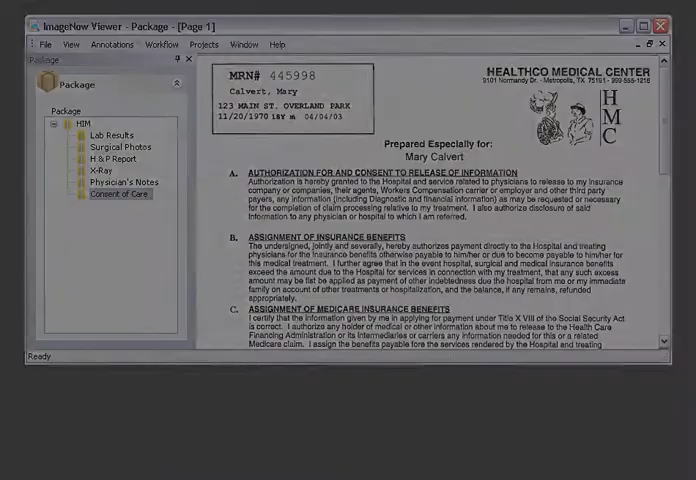 ImageNow Viewer - Package - [Page 1]
File View Annotations Workflow Projects Window Help
Package
Package
Package
HIM
Lab Results
Surgical Photos
H & P Report
X-Ray
Physician's Notes
Consent of Care
MRN# 445998
Calvert, Mary
123 MAIN ST. OVERLAND PARK
11/20/1970 18Y m 04/04/03
HEALTHCO MEDICAL CENTER
9101 Normandy Dr. - Metropolis, TX 75191 - 999-555-1216
H
M
C
Prepared Especially for:
Mary Calvert
A. AUTHORIZATION FOR AND CONSENT TO RELEASE OF INFORMATION
Authorization is hereby granted to the Hospital and service related to physicians to release to my insurance
company or companies, their agents, Workers Compensation carrier or employer and other third party
payers, any information (including Diagnostic and financial information) as may be requested or necessary
for the completion of claim processing relative to my treatment. I also authorize disclosure of said
information to any physician or hospital to which I am referred.
B. ASSIGNMENT OF INSURANCE BENEFITS
The undersigned, jointly and severally, hereby authorizes payment directly to the Hospital and treating
physicians for the insurance benefits otherwise payable to him/her or due to become payable to him/her for
this medical treatment. I further agree that in the event hospital, surgical and medical insurance benefits
exceed the amount due to the Hospital for services in connection with my treatment, that any such excess
amount may be applied as payment of other indebtedness due the hospital from me or my immediate
family on account of other treatments or hospitalization, and the balance, if any remains, refunded
appropriately.
C. ASSIGNMENT OF MEDICARE INSURANCE BENEFITS
I certify that the information given by me in applying for payment under Title X VIII of the Social Security Act
is correct. I authorize any holder of medical or other information about me to release to the Health Care
Financing Administration or its intermediaries or carriers any information needed for this or a related
Medicare claim. I assign the benefits payable fore the services rendered by the Hospital and treating
Ready